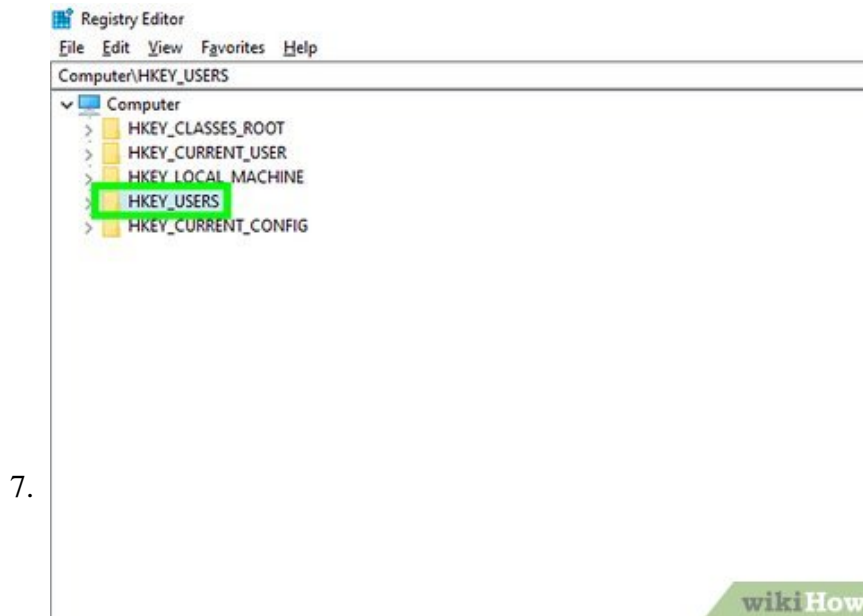 Registry Editor
File Edit View Favorites Help
Computer\HKEY_USERS
Computer
HKEY_CLASSES_ROOT
HKEY_CURRENT_USER
HKEY_LOCAL_MACHINE
HKEY_USERS
HKEY_CURRENT_CONFIG
7.
wikiHow